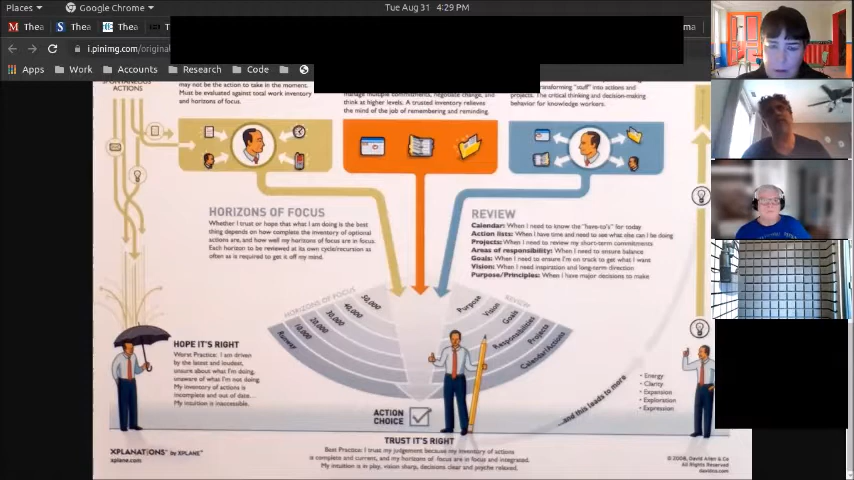 Places
Google Chrome
Tue Aug 31 4:29 PM
Thea
Thea
Thea
Thea
i.pinimg.com/original
Apps
Work
Accounts
Research
Code
SPONTANEOUS
ACTIONS
may not be the action to take in the moment.
Must be evaluated against total work inventory
and horizons of focus.
manage multiple commitments, negotiate change, and
think at higher levels. A trusted inventory relieves
the mind of the job of remembering and reminding.
transforming "stuff" into actions and
projects. The critical thinking and decision-making
behavior for knowledge workers.
HORIZONS OF FOCUS
Whether I trust or hope that what I am doing is the best
thing depends on how complete the inventory of optional
actions are, and how well my horizons of focus are in focus.
Each horizon to be reviewed at its own cycle/recursion as
often as is required to get it off my mind.
REVIEW
Calendar: When I need to know the "have-to's" for today
Action lists: When I have time and need to see what else can I be doing
Projects: When I need to review my short-term commitments
Areas of responsibility: When I need to ensure balance
Goals: When I need to ensure I'm on track to get what I want
Vision: When I need inspiration and long-term direction
Purpose/Principles: When I have major decisions to make
HORIZONS OF FOCUS
50,000
40,000
30,000
20,000
10,000
Runway
REVIEW
Purpose
Vision
Goals
Responsibilities
Projects
Calendar/Actions
HOPE IT'S RIGHT
Worst Practice: I am driven
by the latest and loudest,
unsure about what I'm doing,
unaware of what I'm not doing.
My inventory of actions is
incomplete and out of date...
My intuition is inaccessible.
ACTION
CHOICE
...and this leads to more
• Energy
• Clarity
• Expansion
• Exploration
• Expression
TRUST IT'S RIGHT
Best Practice: I trust my judgement because my inventory of actions
is complete and current, and my horizons of focus are in focus and integrated.
My intuition is in play, vision sharp, decisions clear and psyche relaxed.
XPLANATiONS™ by XPLANE™
xplane.com
© 2008, David Allen & Co
All Rights Reserved
davidco.com